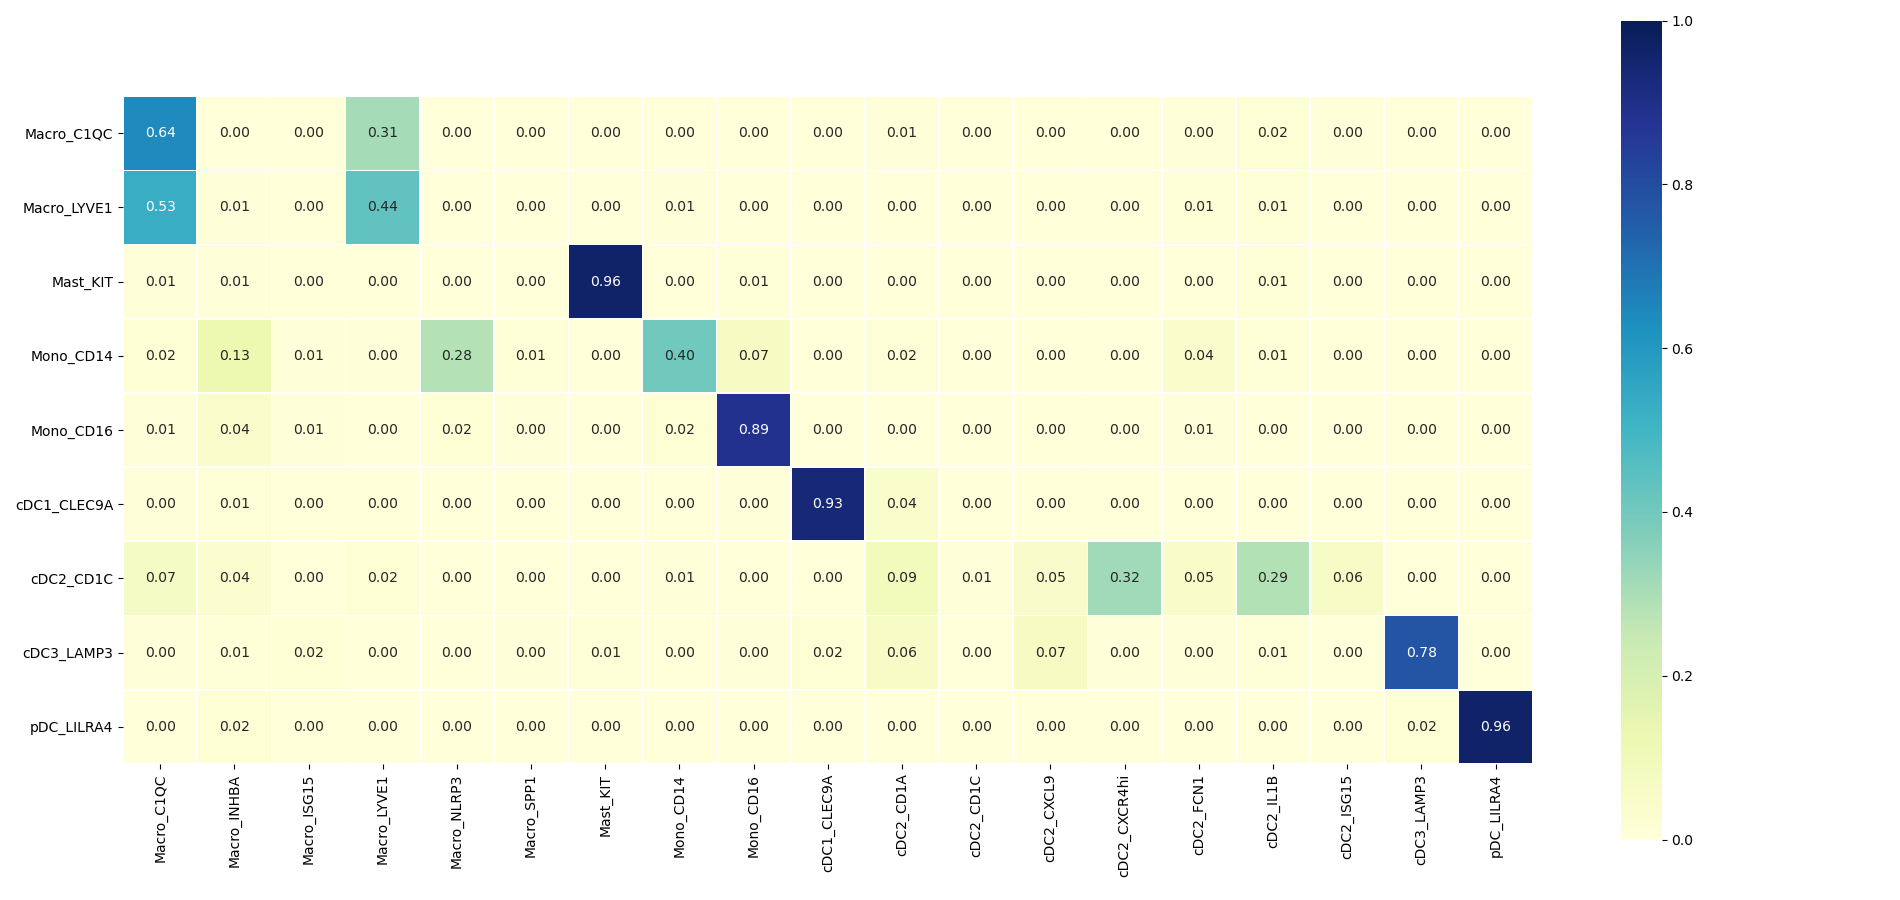 1.0
Macro_C1QC 0.64 0.00 0.00 0.31 0.00 0.00 0.00 0.00 0.00 0.00 0.01 0.00 0.00 0.00 0.00 0.02 0.00 0.00 0.00
0.8
Macro_LYVE1 0.53 0.01 0.00 0.44 0.00 0.00 0.00 0.01 0.00 0.00 0.00 0.00 0.00 0.00 0.01 0.01 0.00 0.00 0.00
Mast_KIT 0.01 0.01 0.00 0.00 0.00 0.00 0.96 0.00 0.01 0.00 0.00 0.00 0.00 0.00 0.00 0.01 0.00 0.00 0.00
0.6
Mono_CD14 0.02 0.13 0.01 0.00 0.28 0.01 0.00 0.40 0.07 0.00 0.02 0.00 0.00 0.00 0.04 0.01 0.00 0.00 0.00
Mono_CD16 0.01 0.04 0.01 0.00 0.02 0.00 0.00 0.02 0.89 0.00 0.00 0.00 0.00 0.00 0.01 0.00 0.00 0.00 0.00
cDC1_CLEC9A 0.00 0.01 0.00 0.00 0.00 0.00 0.00 0.00 0.00 0.93 0.04 0.00 0.00 0.00 0.00 0.00 0.00 0.00 0.00
0.4
cDC2_CD1C 0.07 0.04 0.00 0.02 0.00 0.00 0.00 0.01 0.00 0.00 0.09 0.01 0.05 0.32 0.05 0.29 0.06 0.00 0.00
cDC3_LAMP3 0.00 0.01 0.02 0.00 0.00 0.00 0.01 0.00 0.00 0.02 0.06 0.00 0.07 0.00 0.00 0.01 0.00 0.78 0.00
0.2
pDC_LILRA4 0.00 0.02 0.00 0.00 0.00 0.00 0.00 0.00 0.00 0.00 0.00 0.00 0.00 0.00 0.00 0.00 0.00 0.02 0.96
0.0
Macro_C1QC
Macro_INHBA
Macro_ISG15
Macro_LYVE1
Macro_NLRP3
Macro_SPP1
Mast_KIT
Mono_CD14
Mono_CD16
cDC1_CLEC9A
cDC2_CD1A
cDC2_CD1C
cDC2_CXCL9
cDC2_CXCR4hi
cDC2_FCN1
cDC2_IL1B
cDC2_ISG15
cDC3_LAMP3
pDC_LILRA4